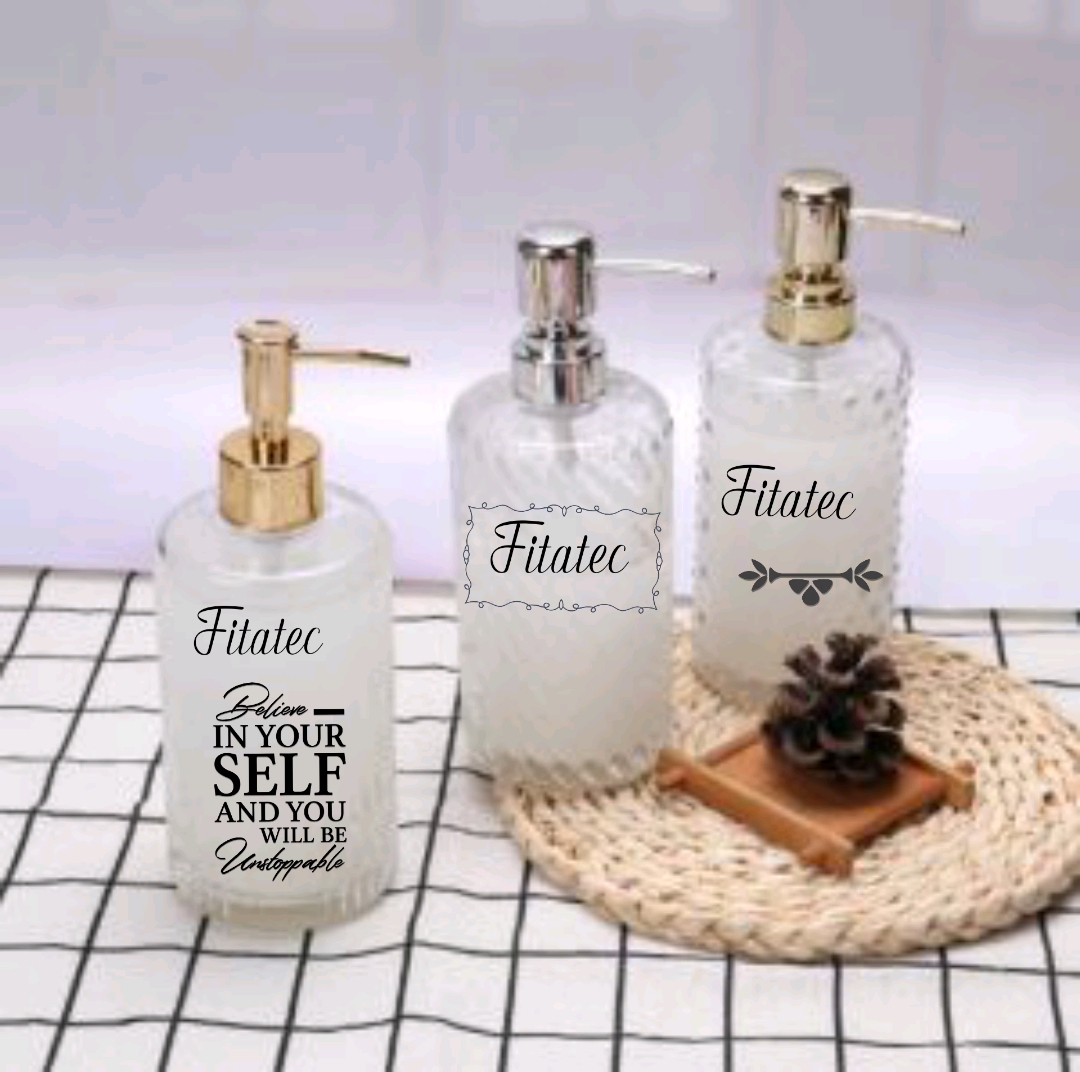 Fitatec
Believe
IN YOUR
SELF
AND YOU
WILL BE
Unstoppable
Fitatec
Fitatec